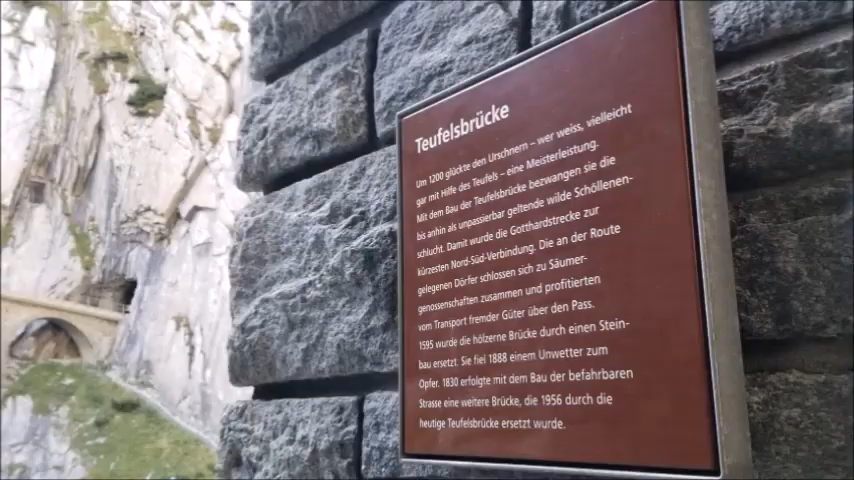 Teufelsbrücke
Um 1200 glückte den Urschnern – wer weiss, vielleicht
gar mit Hilfe des Teufels – eine Meisterleistung.
Mit dem Bau der Teufelsbrücke bezwangen sie die
bis anhin als unpassierbar geltende wilde Schöllenen-
schlucht. Damit wurde die Gotthardstrecke zur
kürzesten Nord-Süd-Verbindung. Die an der Route
gelegenen Dörfer schlossen sich zu Säumer-
genossenschaften zusammen und profitierten
vom Transport fremder Güter über den Pass.
1595 wurde die hölzerne Brücke durch einen Stein-
bau ersetzt. Sie fiel 1888 einem Unwetter zum
Opfer. 1830 erfolgte mit dem Bau der befahrbaren
Strasse eine weitere Brücke, die 1956 durch die
heutige Teufelsbrücke ersetzt wurde.